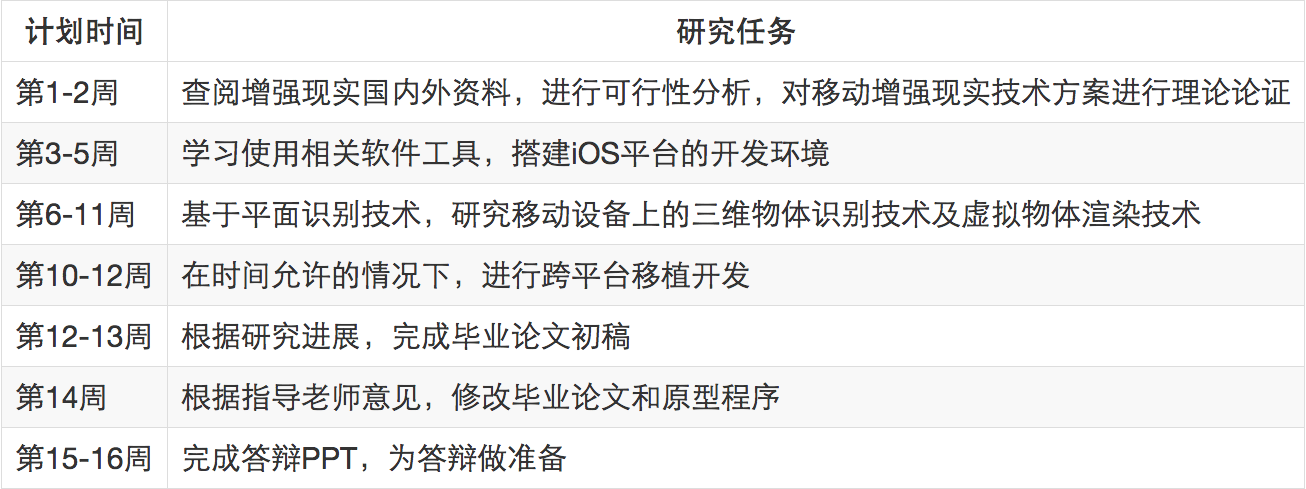 计划时间 研究任务
第1-2周 查阅增强现实国内外资料，进行可行性分析，对移动增强现实技术方案进行理论论证
第3-5周 学习使用相关软件工具，搭建iOS平台的开发环境
第6-11周 基于平面识别技术，研究移动设备上的三维物体识别技术及虚拟物体渲染技术
第10-12周 在时间允许的情况下，进行跨平台移植开发
第12-13周 根据研究进展，完成毕业论文初稿
第14周 根据指导老师意见，修改毕业论文和原型程序
第15-16周 完成答辩PPT，为答辩做准备